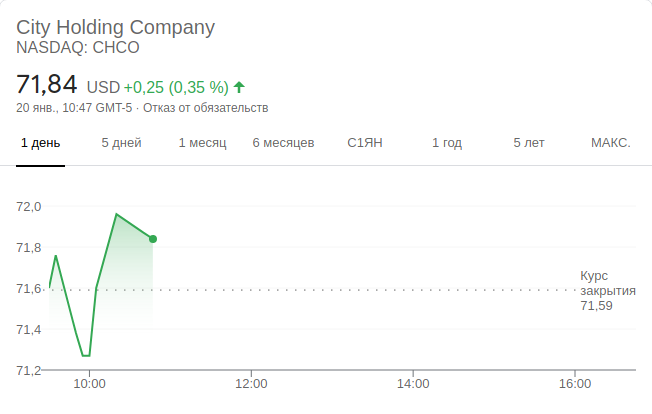 City Holding Company
NASDAQ: CHCO
71,84 USD +0,25 (0,35 %)
20 янв., 10:47 GMT-5 · Отказ от обязательств
1 день 5 дней 1 месяц 6 месяцев С1ЯН 1 год 5 лет МАКС.
72,0
71,8
71,6
71,4
71,2
Курс
закрытия
71,59
10:00 12:00 14:00 16:00